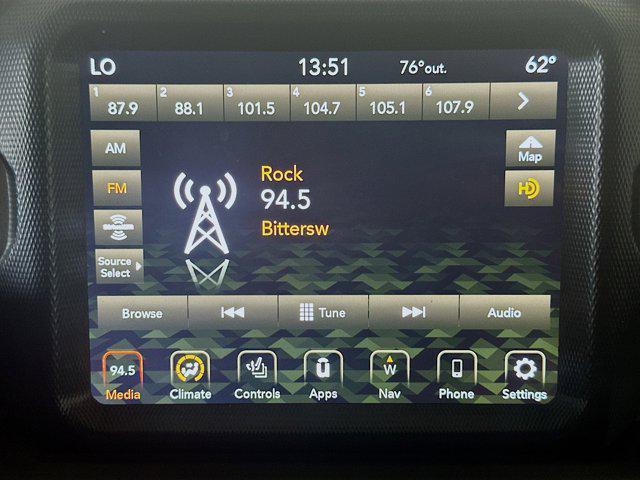 LO 13:51 76°out. 62°
1 87.9 2 88.1 3 101.5 4 104.7 5 105.1 6 107.9
AM
Map
Rock
FM
94.5
HD
Bittersw
Source
Select
Browse Tune Audio
94.5 W
Media Climate Controls Apps Nav Phone Settings